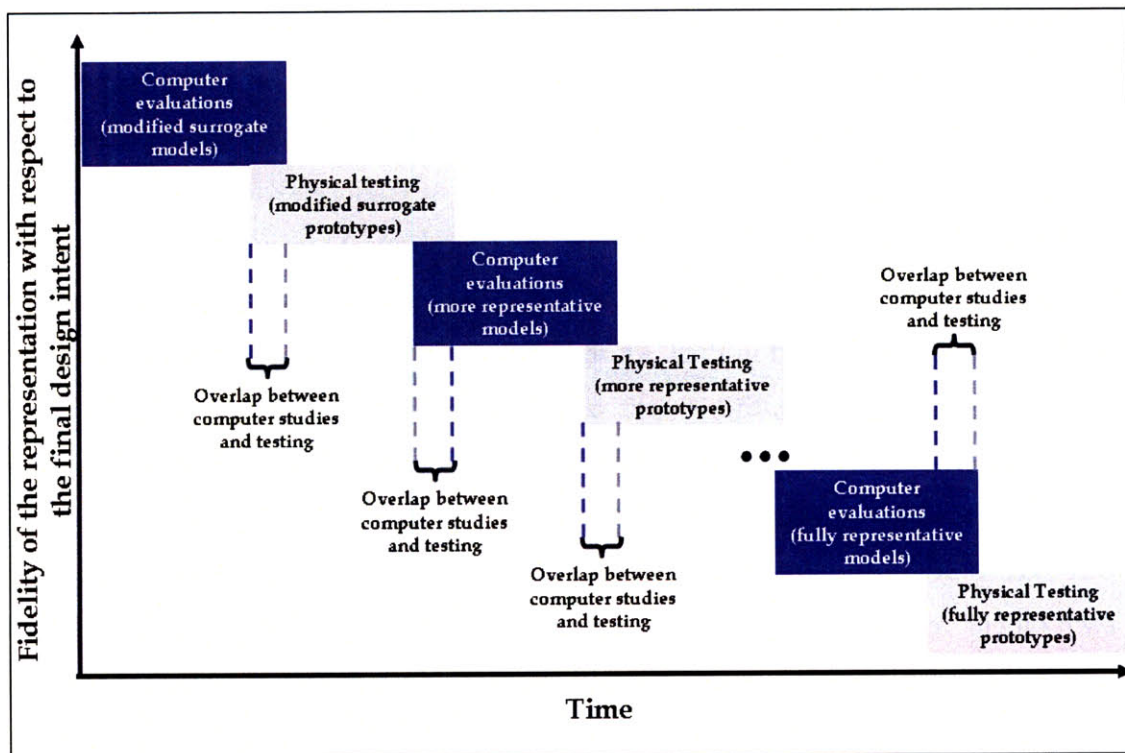 Fidelity of the representation with respect to
the final design intent
Computer
evaluations
(modified surrogate
models)
Physical testing
(modified surrogate
prototypes)
Computer
evaluations
(more representative
models)
Physical Testing
(more representative
prototypes)
Computer
evaluations
(fully representative
models)
Physical Testing
(fully representative
prototypes)
Overlap between
computer studies
and testing
Overlap between
computer studies
and testing
Overlap between
computer studies
and testing
Overlap between
computer studies
and testing
Time